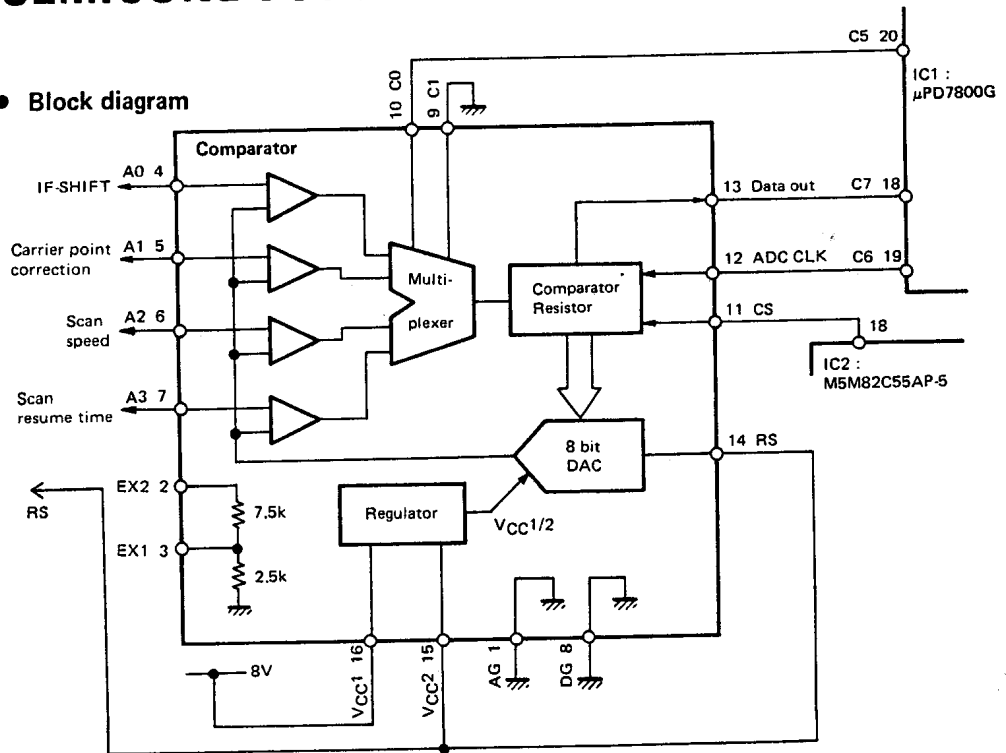 • Block diagram
C5 20
IC1 :
μPD7800G
10 C0
9 C1
Comparator
IF-SHIFT
A0 4
Carrier point
correction
A1 5
Scan
speed
A2 6
Scan
resume time
A3 7
Multi-
plexer
Comparator
Resistor
13 Data out
C7 18
12 ADC CLK
C6 19
11 CS
18
IC2 :
M5M82C55AP-5
8 bit
DAC
14 RS
RS
EX2 2
7.5k
EX1 3
2.5k
Regulator
VCC1/2
8V
VCC1 16
VCC2 15
AG 1
DG 8